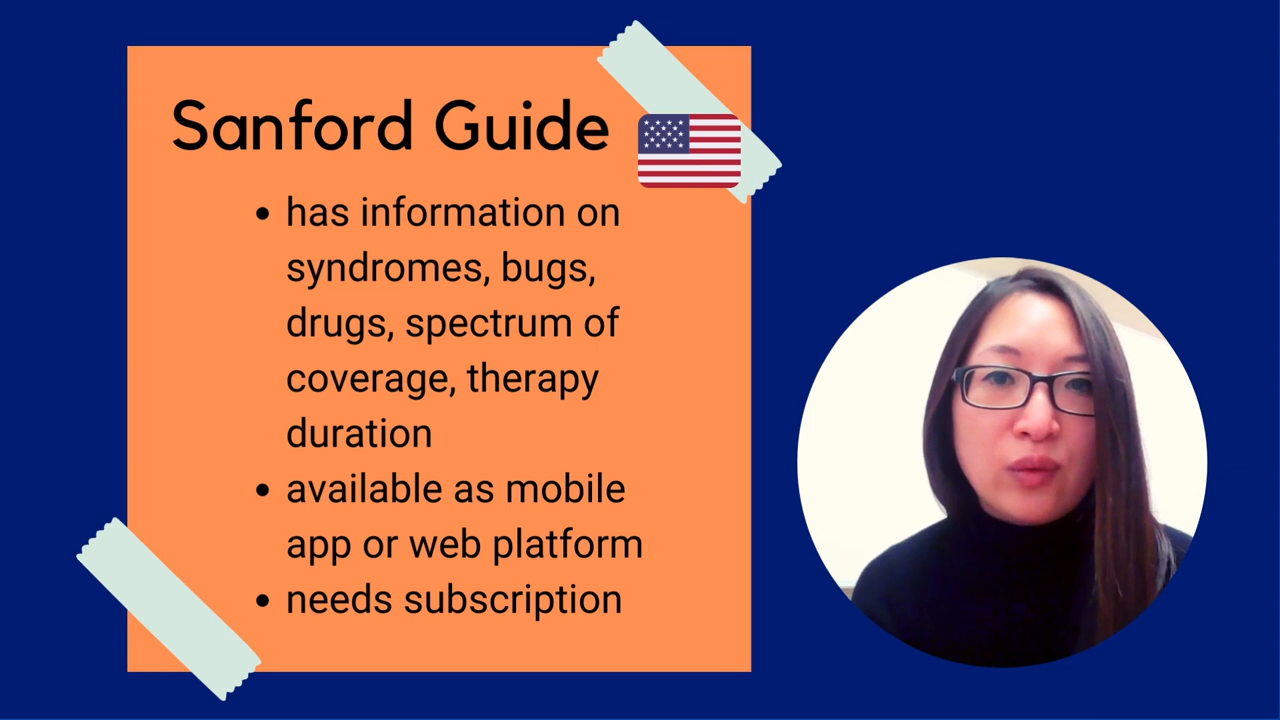 Sanford Guide
• has information on
syndromes, bugs,
drugs, spectrum of
coverage, therapy
duration
• available as mobile
app or web platform
• needs subscription